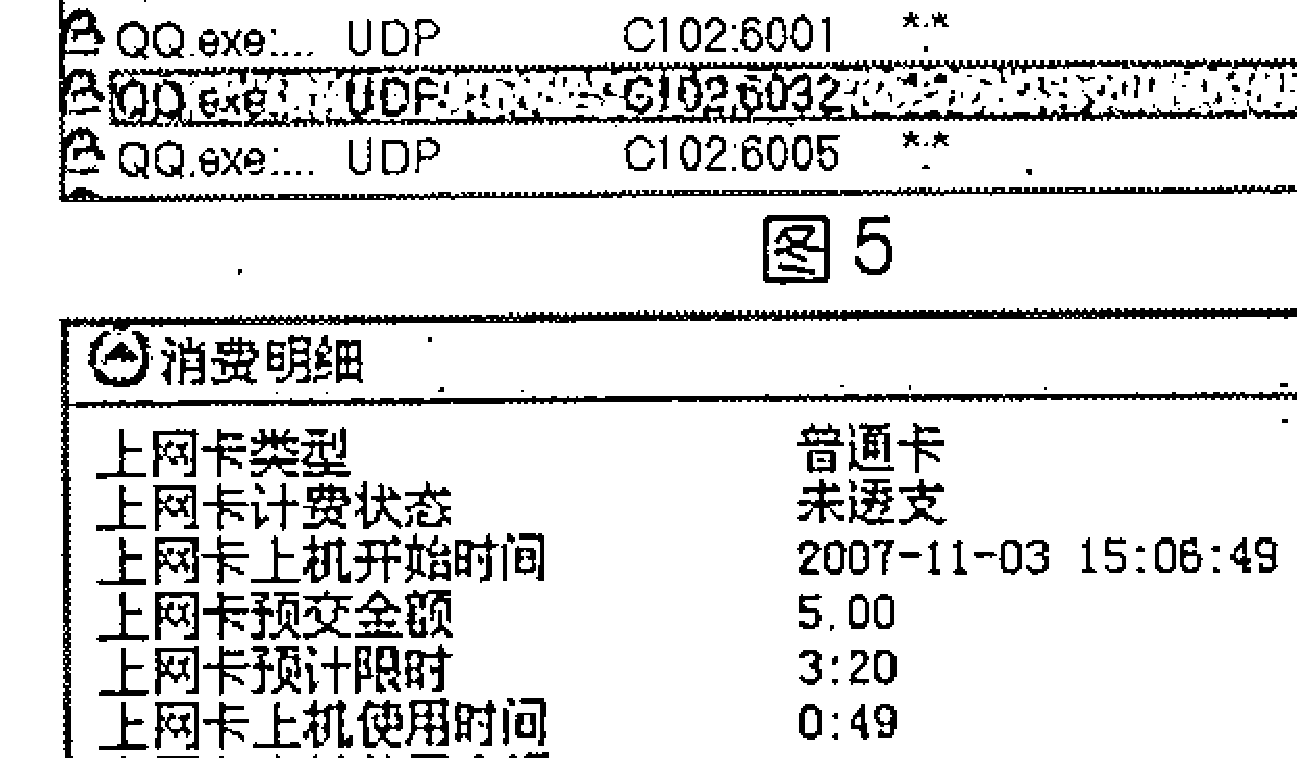 QQ.exe:... UDP C102:6001 *.*
QQ.exe:... UDP C102:6032 *.*
QQ.exe:... UDP C102:6005 *.*
图 5
消费明细
上网卡类型 普通卡
上网卡计费状态 未透支
上网卡上机开始时间 2007-11-03 15:06:49
上网卡预交金额 5.00
上网卡预计限时 3:20
上网卡上机使用时间 0:49